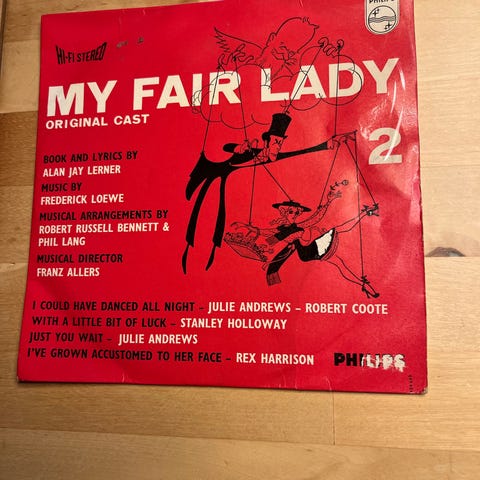 PHILIPS
HI-FI STEREO
MY FAIR LADY
ORIGINAL CAST
2
BOOK AND LYRICS BY
ALAN JAY LERNER
MUSIC BY
FREDERICK LOEWE
MUSICAL ARRANGEMENTS BY
ROBERT RUSSELL BENNETT &
PHIL LANG
MUSICAL DIRECTOR
FRANZ ALLERS
I COULD HAVE DANCED ALL NIGHT – JULIE ANDREWS – ROBERT COOTE
WITH A LITTLE BIT OF LUCK – STANLEY HOLLOWAY
JUST YOU WAIT – JULIE ANDREWS
I'VE GROWN ACCUSTOMED TO HER FACE – REX HARRISON
PHILIPS